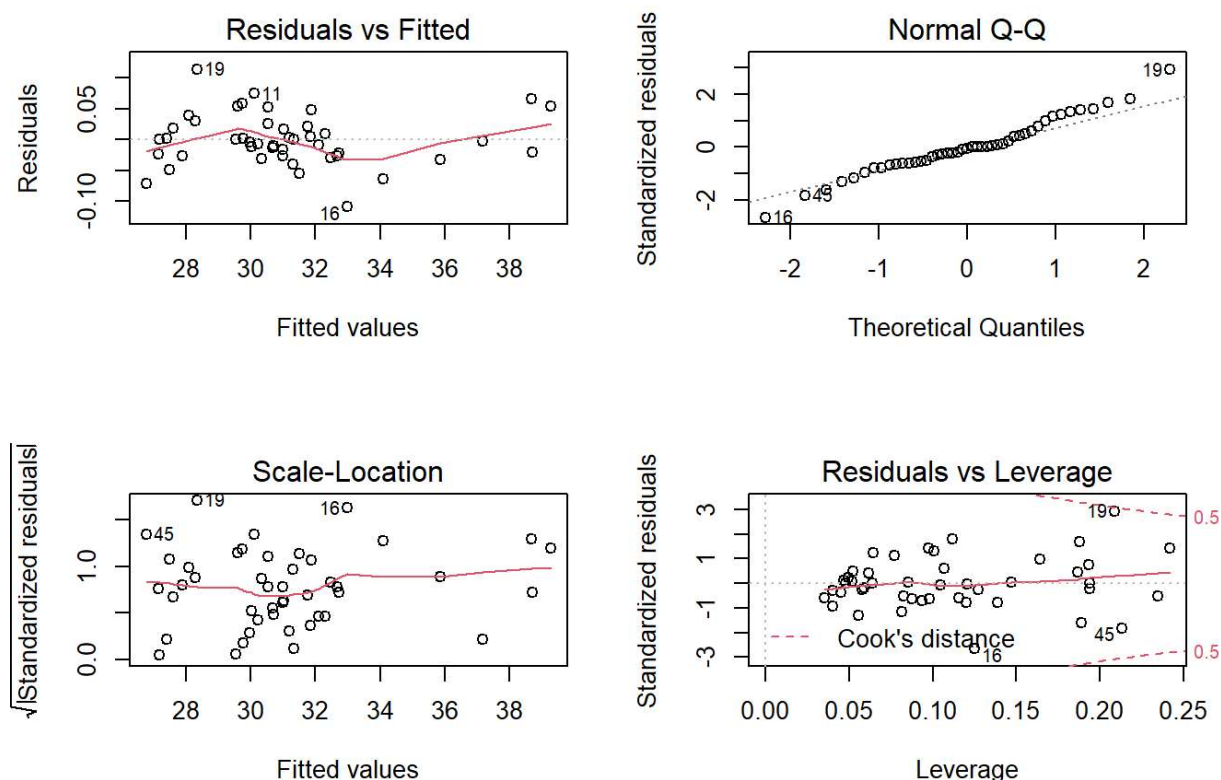 Residuals vs Fitted
Residuals
0.05
-0.10
19
11
16
28 30 32 34 36 38
Fitted values
Normal Q-Q
Standardized residuals
2
0
-2
19
45
16
-2 -1 0 1 2
Theoretical Quantiles
Scale-Location
√|Standardized residuals|
1.0
0.0
19
16
45
28 30 32 34 36 38
Fitted values
Residuals vs Leverage
Standardized residuals
3
1
-1
-3
19
0.5
45
Cook's distance
16
0.5
0.00 0.05 0.10 0.15 0.20 0.25
Leverage